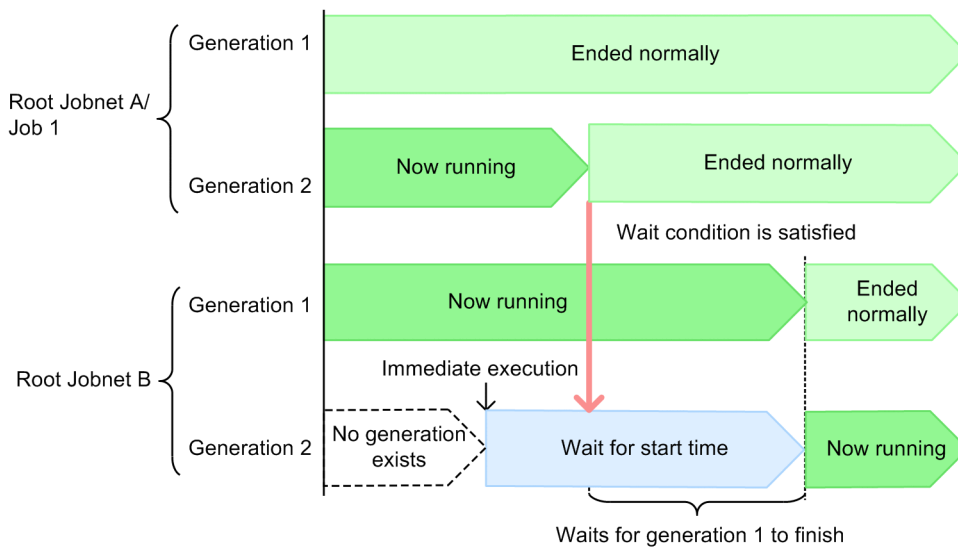 Generation 1
Ended normally
Root Jobnet A/
Job 1
Now running
Ended normally
Generation 2
Wait condition is satisfied
Generation 1
Now running
Ended
normally
Immediate execution
Root Jobnet B
Generation 2
No generation
exists
Wait for start time
Now running
Waits for generation 1 to finish